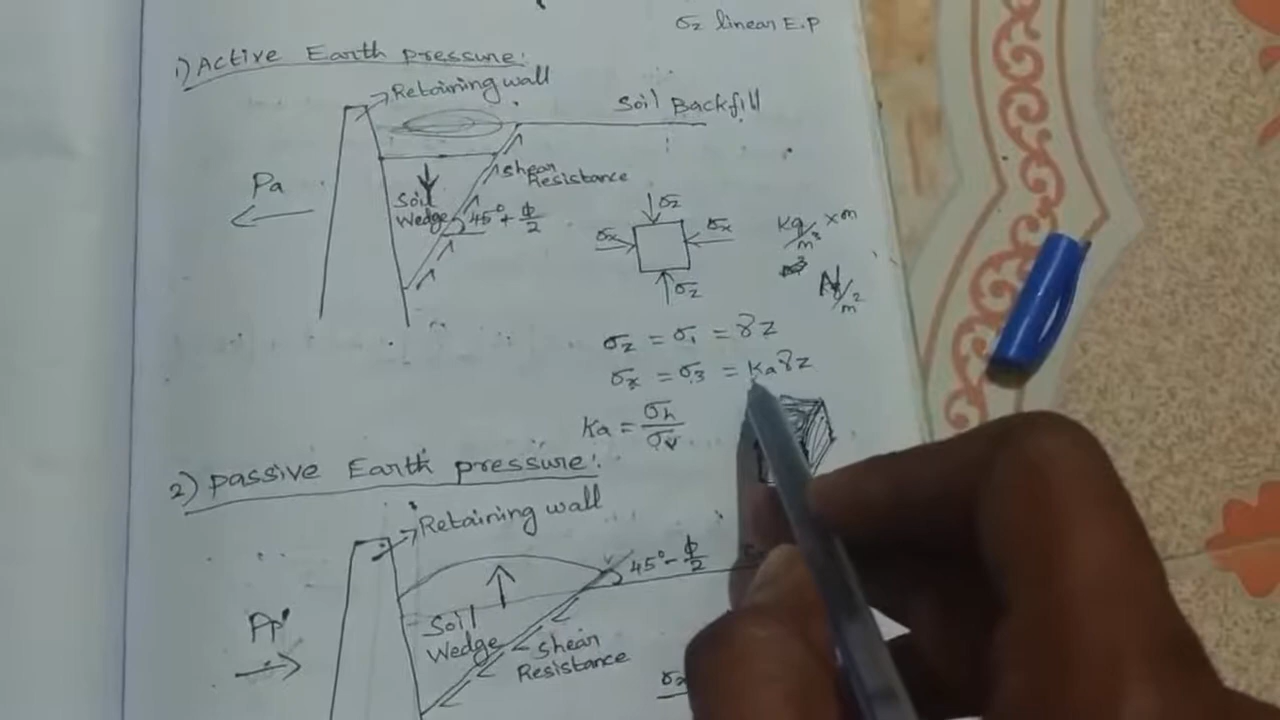 σz linear E.P
1) Active Earth pressure:
Retaining wall
Soil Backfill
shear
Resistance
Pa
Soil
Wedge
45°+ φ/2
σz
σx
σx
σz
kg/m³ × m
N/m²
σz = σ1 = γz
σx = σ3 = kaγz
ka = σh/σv
2) Passive Earth pressure:
Retaining wall
45°- φ/2
Soil
Wedge
shear
Resistance